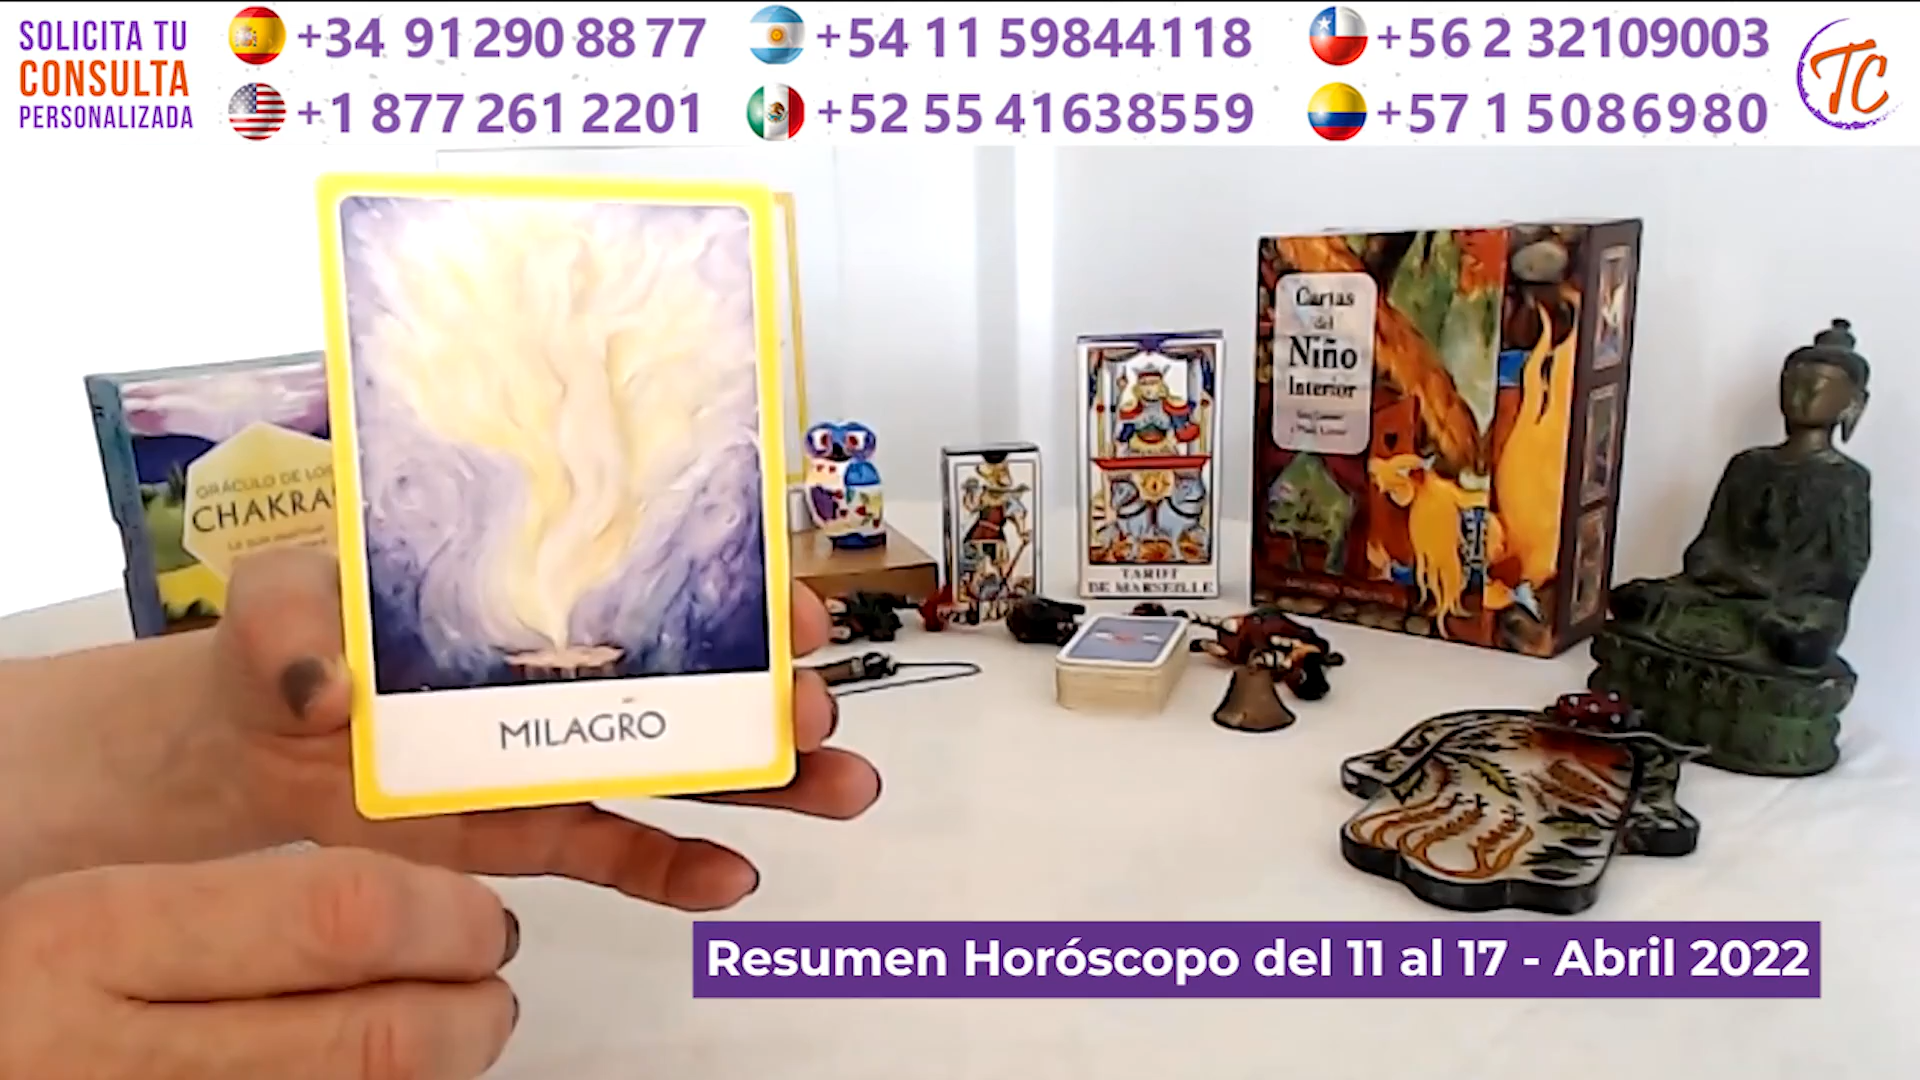 SOLICITA TU
CONSULTA
PERSONALIZADA
+34 91 290 88 77
+54 11 59844118
+56 2 32109003
+1 877 261 2201
+52 55 41638559
+57 1 5086980
TC
ORÁCULO DE LOS
CHAKRA
MILAGRO
TAROT
DE MARSEILLE
Cartas
del
Niño
Interior
Resumen Horóscopo del 11 al 17 - Abril 2022